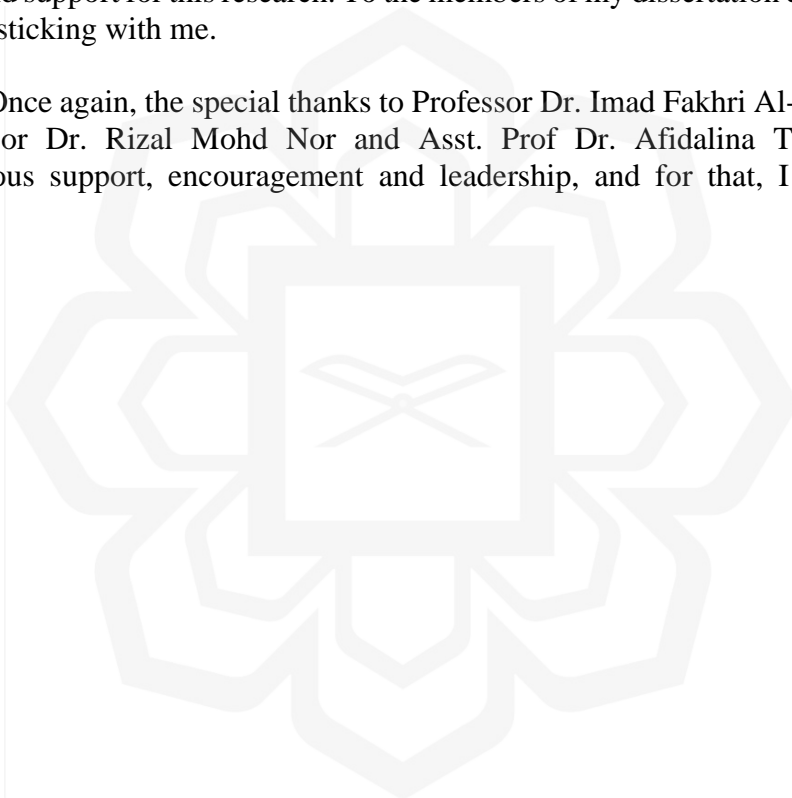 support for this research. To the members of my dissertation
sticking with me.
Once again, the special thanks to Professor Dr. Imad Fakhri Al-
or Dr. Rizal Mohd Nor and Asst. Prof Dr. Afidalina T
ous support, encouragement and leadership, and for that, I